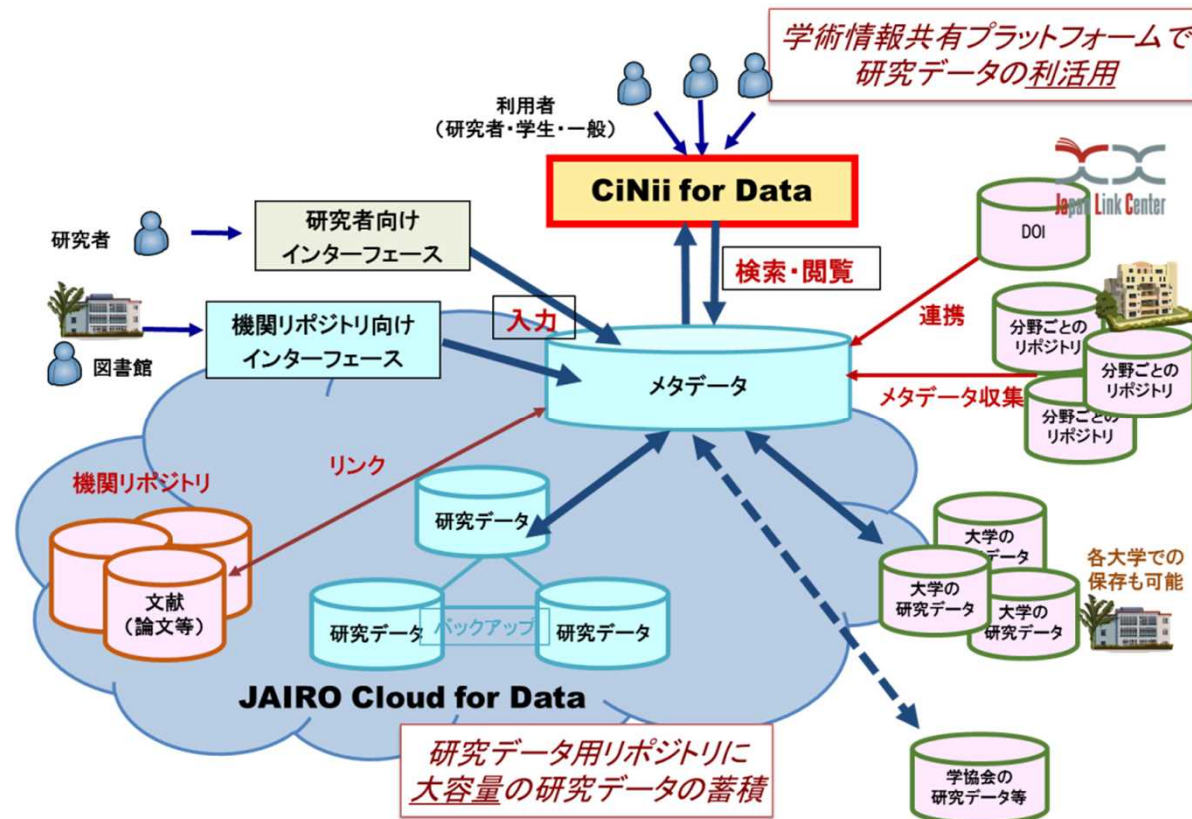 学術情報共有プラットフォームで
研究データの利活用
利用者
（研究者・学生・一般）
CiNii for Data
Japan Link Center
DOI
研究者
研究者向け
インターフェース
検索・閲覧
入力
連携
機関リポジトリ向け
インターフェース
図書館
分野ごとの
リポジトリ
分野ごとの
リポジトリ
分野ごとの
リポジトリ
メタデータ
メタデータ収集
リンク
機関リポジトリ
文献
（論文等）
研究データ
研究データ
バックアップ
研究データ
大学の
データ
大学の
研究データ
大学の
研究データ
各大学での
保存も可能
JAIRO Cloud for Data
研究データ用リポジトリに
大容量の研究データの蓄積
学協会の
研究データ等